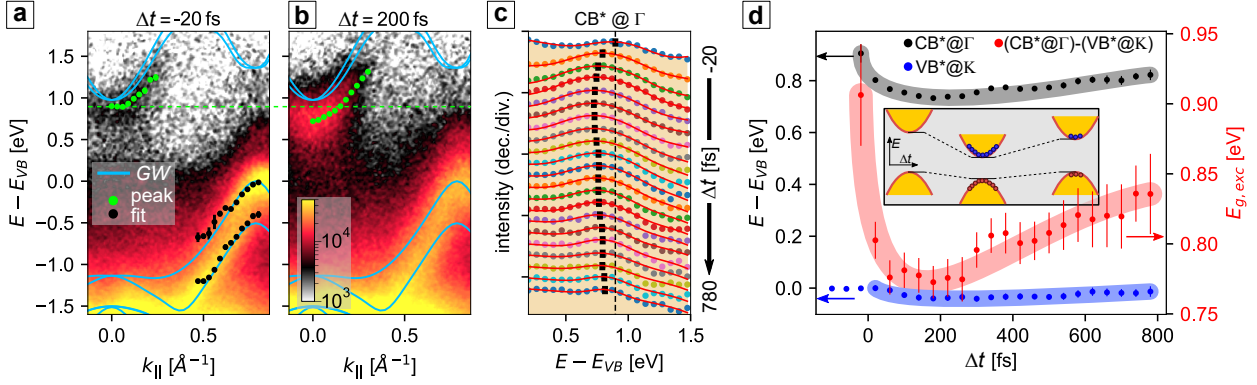 a
Δt = -20 fs
1.5
1.0
0.5
0.0
−0.5
−1.0
−1.5
E − E_VB [eV]
GW
peak
fit
0.0
0.5
k_|| [Å⁻¹]
b
Δt = 200 fs
10⁴
10³
0.0
0.5
k_|| [Å⁻¹]
c
CB* @ Γ
intensity (dec./div.)
-20
Δt [fs]
780
0.5
1.0
1.5
E − E_VB [eV]
d
CB*@Γ
(CB*@Γ)-(VB*@K)
VB*@K
0.8
0.6
0.4
0.2
0.0
E − E_VB [eV]
E
Δt
0.95
0.90
0.85
0.80
0.75
E_g,exc [eV]
0
200
400
600
800
Δt [fs]